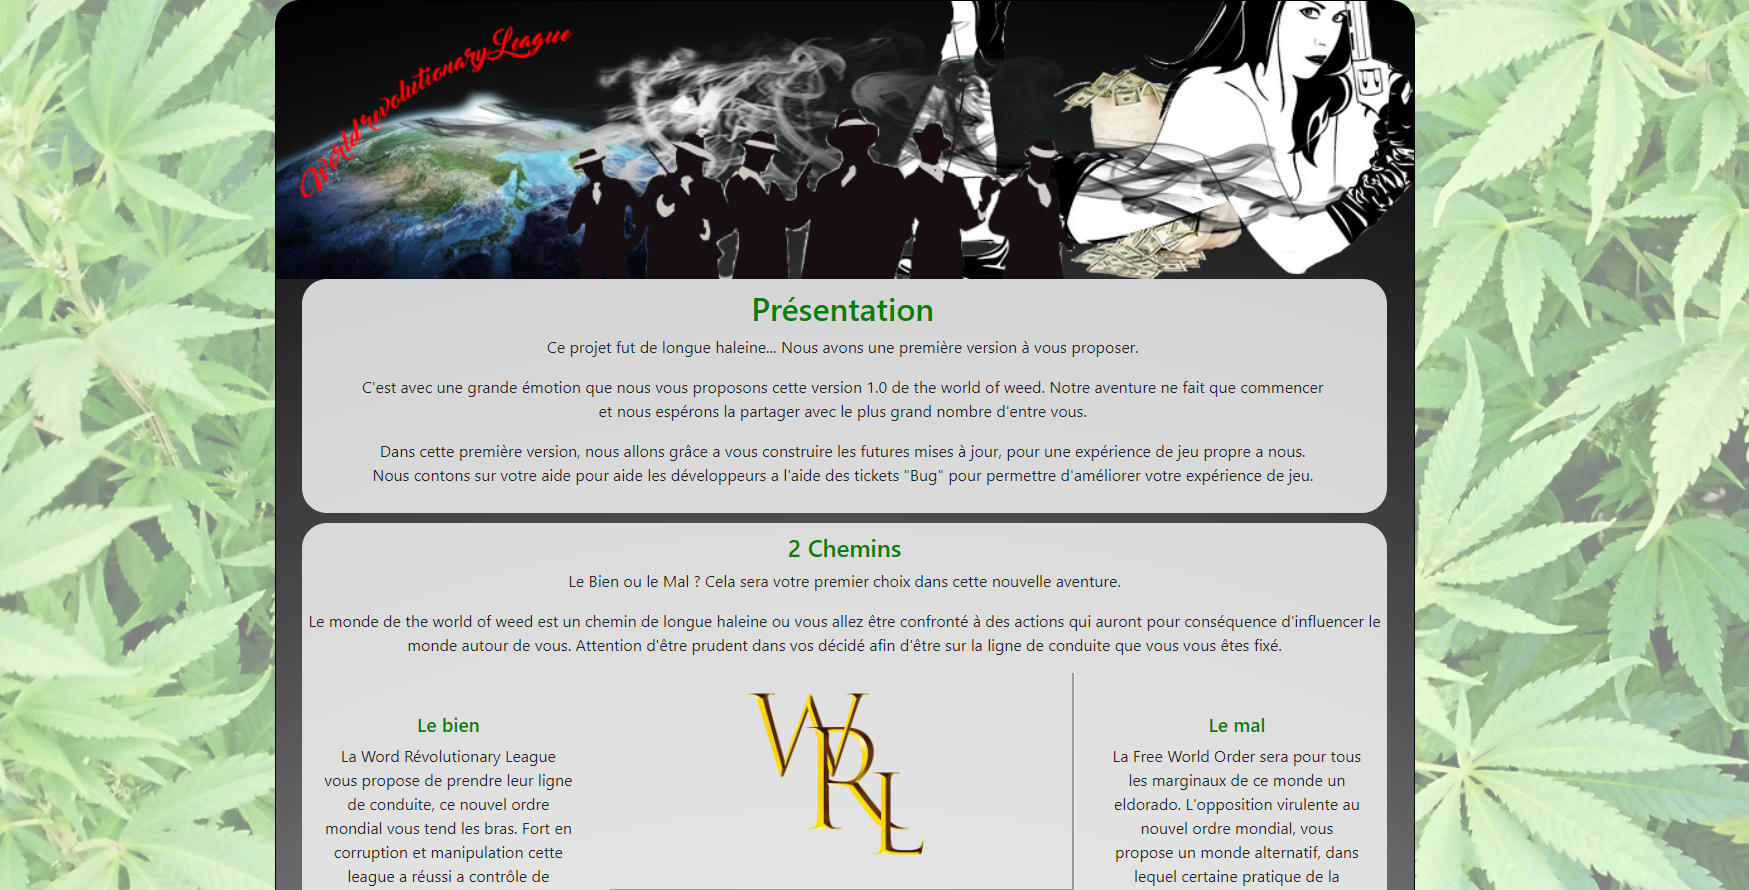 WorldrevolutionaryLeague
Présentation
Ce projet fut de longue haleine... Nous avons une première version à vous proposer.
C'est avec une grande émotion que nous vous proposons cette version 1.0 de the world of weed. Notre aventure ne fait que commencer
et nous espérons la partager avec le plus grand nombre d'entre vous.
Dans cette première version, nous allons grâce a vous construire les futures mises à jour, pour une expérience de jeu propre a nous.
Nous contons sur votre aide pour aide les développeurs a l'aide des tickets "Bug" pour permettre d'améliorer votre expérience de jeu.
2 Chemins
Le Bien ou le Mal ? Cela sera votre premier choix dans cette nouvelle aventure.
Le monde de the world of weed est un chemin de longue haleine ou vous allez être confronté à des actions qui auront pour conséquence d'influencer le
monde autour de vous. Attention d'être prudent dans vos décidé afin d'être sur la ligne de conduite que vous vous êtes fixé.
Le bien
La Word Révolutionary League
vous propose de prendre leur ligne
de conduite, ce nouvel ordre
mondial vous tend les bras. Fort en
corruption et manipulation cette
league a réussi a contrôle de
WRL
Le mal
La Free World Order sera pour tous
les marginaux de ce monde un
eldorado. L'opposition virulente au
nouvel ordre mondial, vous
propose un monde alternatif, dans
lequel certaine pratique de la